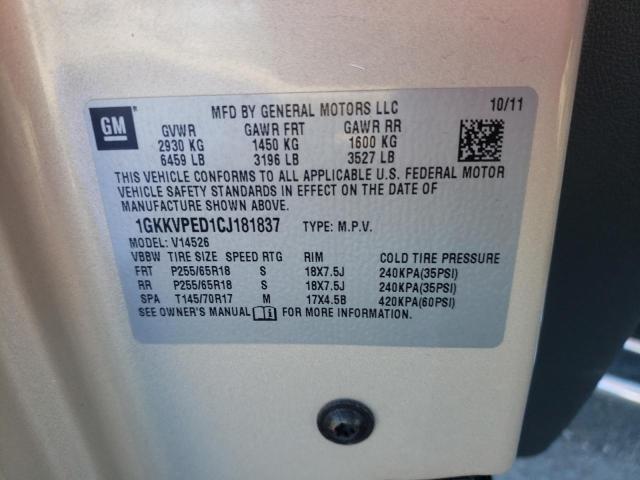 GM
MFD BY GENERAL MOTORS LLC 10/11
GVWR GAWR FRT GAWR RR
2930 KG 1450 KG 1600 KG
6459 LB 3196 LB 3527 LB
THIS VEHICLE CONFORMS TO ALL APPLICABLE U.S. FEDERAL MOTOR
VEHICLE SAFETY STANDARDS IN EFFECT ON THE DATE OF
MANUFACTURE SHOWN ABOVE.
1GKKVPED1CJ181837 TYPE: M.P.V.
MODEL: V14526
VBBW TIRE SIZE SPEED RTG RIM COLD TIRE PRESSURE
FRT P255/65R18 S 18X7.5J 240KPA(35PSI)
RR P255/65R18 S 18X7.5J 240KPA(35PSI)
SPA T145/70R17 M 17X4.5B 420KPA(60PSI)
SEE OWNER'S MANUAL FOR MORE INFORMATION.